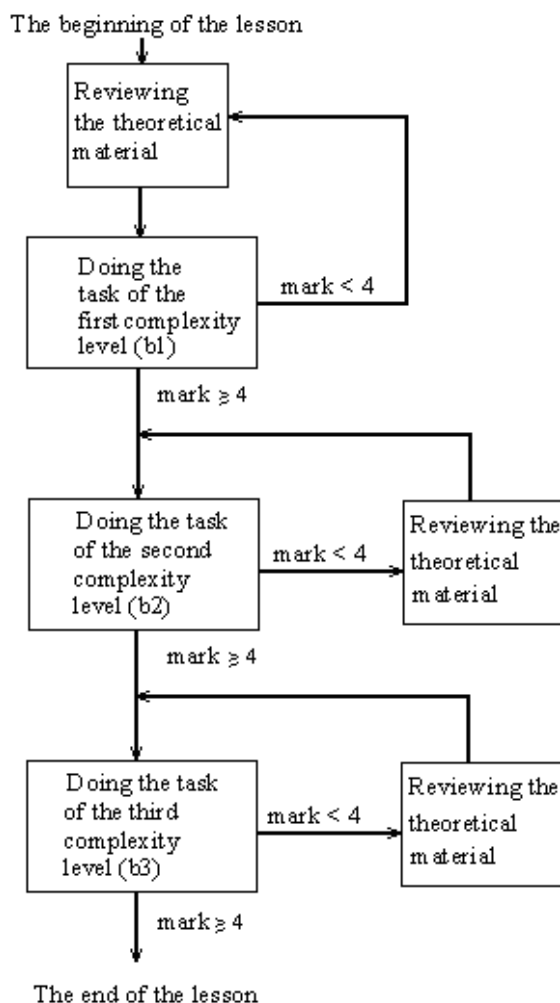 The beginning of the lesson
Reviewing
the theoretical
material
Doing the
task of the
first complexity
level (b1)
mark < 4
mark ≥ 4
Doing the task
of the second
complexity
level (b2)
mark < 4
Reviewing the
theoretical
material
mark ≥ 4
Doing the task
of the third
complexity
level (b3)
mark < 4
Reviewing the
theoretical
material
mark ≥ 4
The end of the lesson